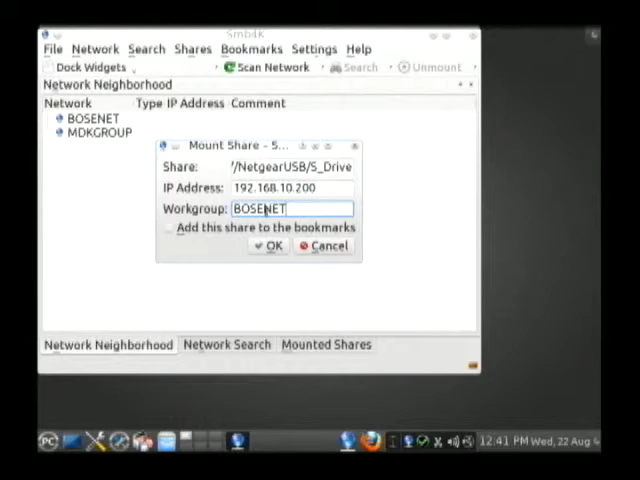 Smb4K
File Network Search Shares Bookmarks Settings Help
Dock Widgets Scan Network Search Unmount
Network Neighborhood
Network Type IP Address Comment
BOSENET
MDKGROUP
Mount Share - S...
Share: '/NetgearUSB/S_Drive
IP Address: 192.168.10.200
Workgroup: BOSENET
Add this share to the bookmarks
OK Cancel
Network Neighborhood Network Search Mounted Shares
PC 12:41 PM Wed, 22 Aug